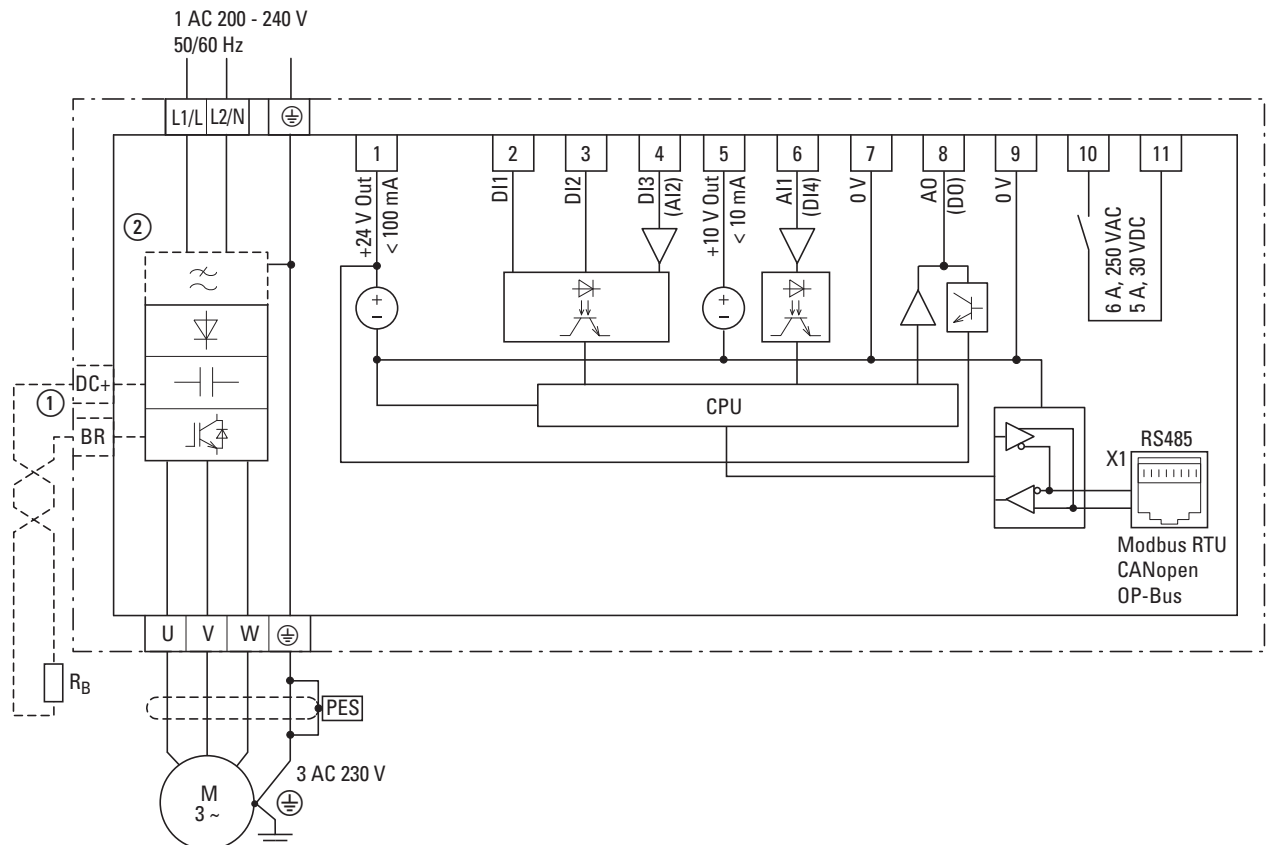 1 AC 200 - 240 V
50/60 Hz
L1/L L2/N
1 2 3 4 5 6 7 8 9 10 11
+24 V Out
< 100 mA
DI1
DI2
DI3
(AI2)
+10 V Out
< 10 mA
AI1
(DI4)
0 V
AO
(DO)
0 V
6 A, 250 VAC
5 A, 30 VDC
2
+
−
+
−
DC+
1
BR
CPU
RS485
X1
Modbus RTU
CANopen
OP-Bus
U V W
RB
PES
3 AC 230 V
M
3 ~